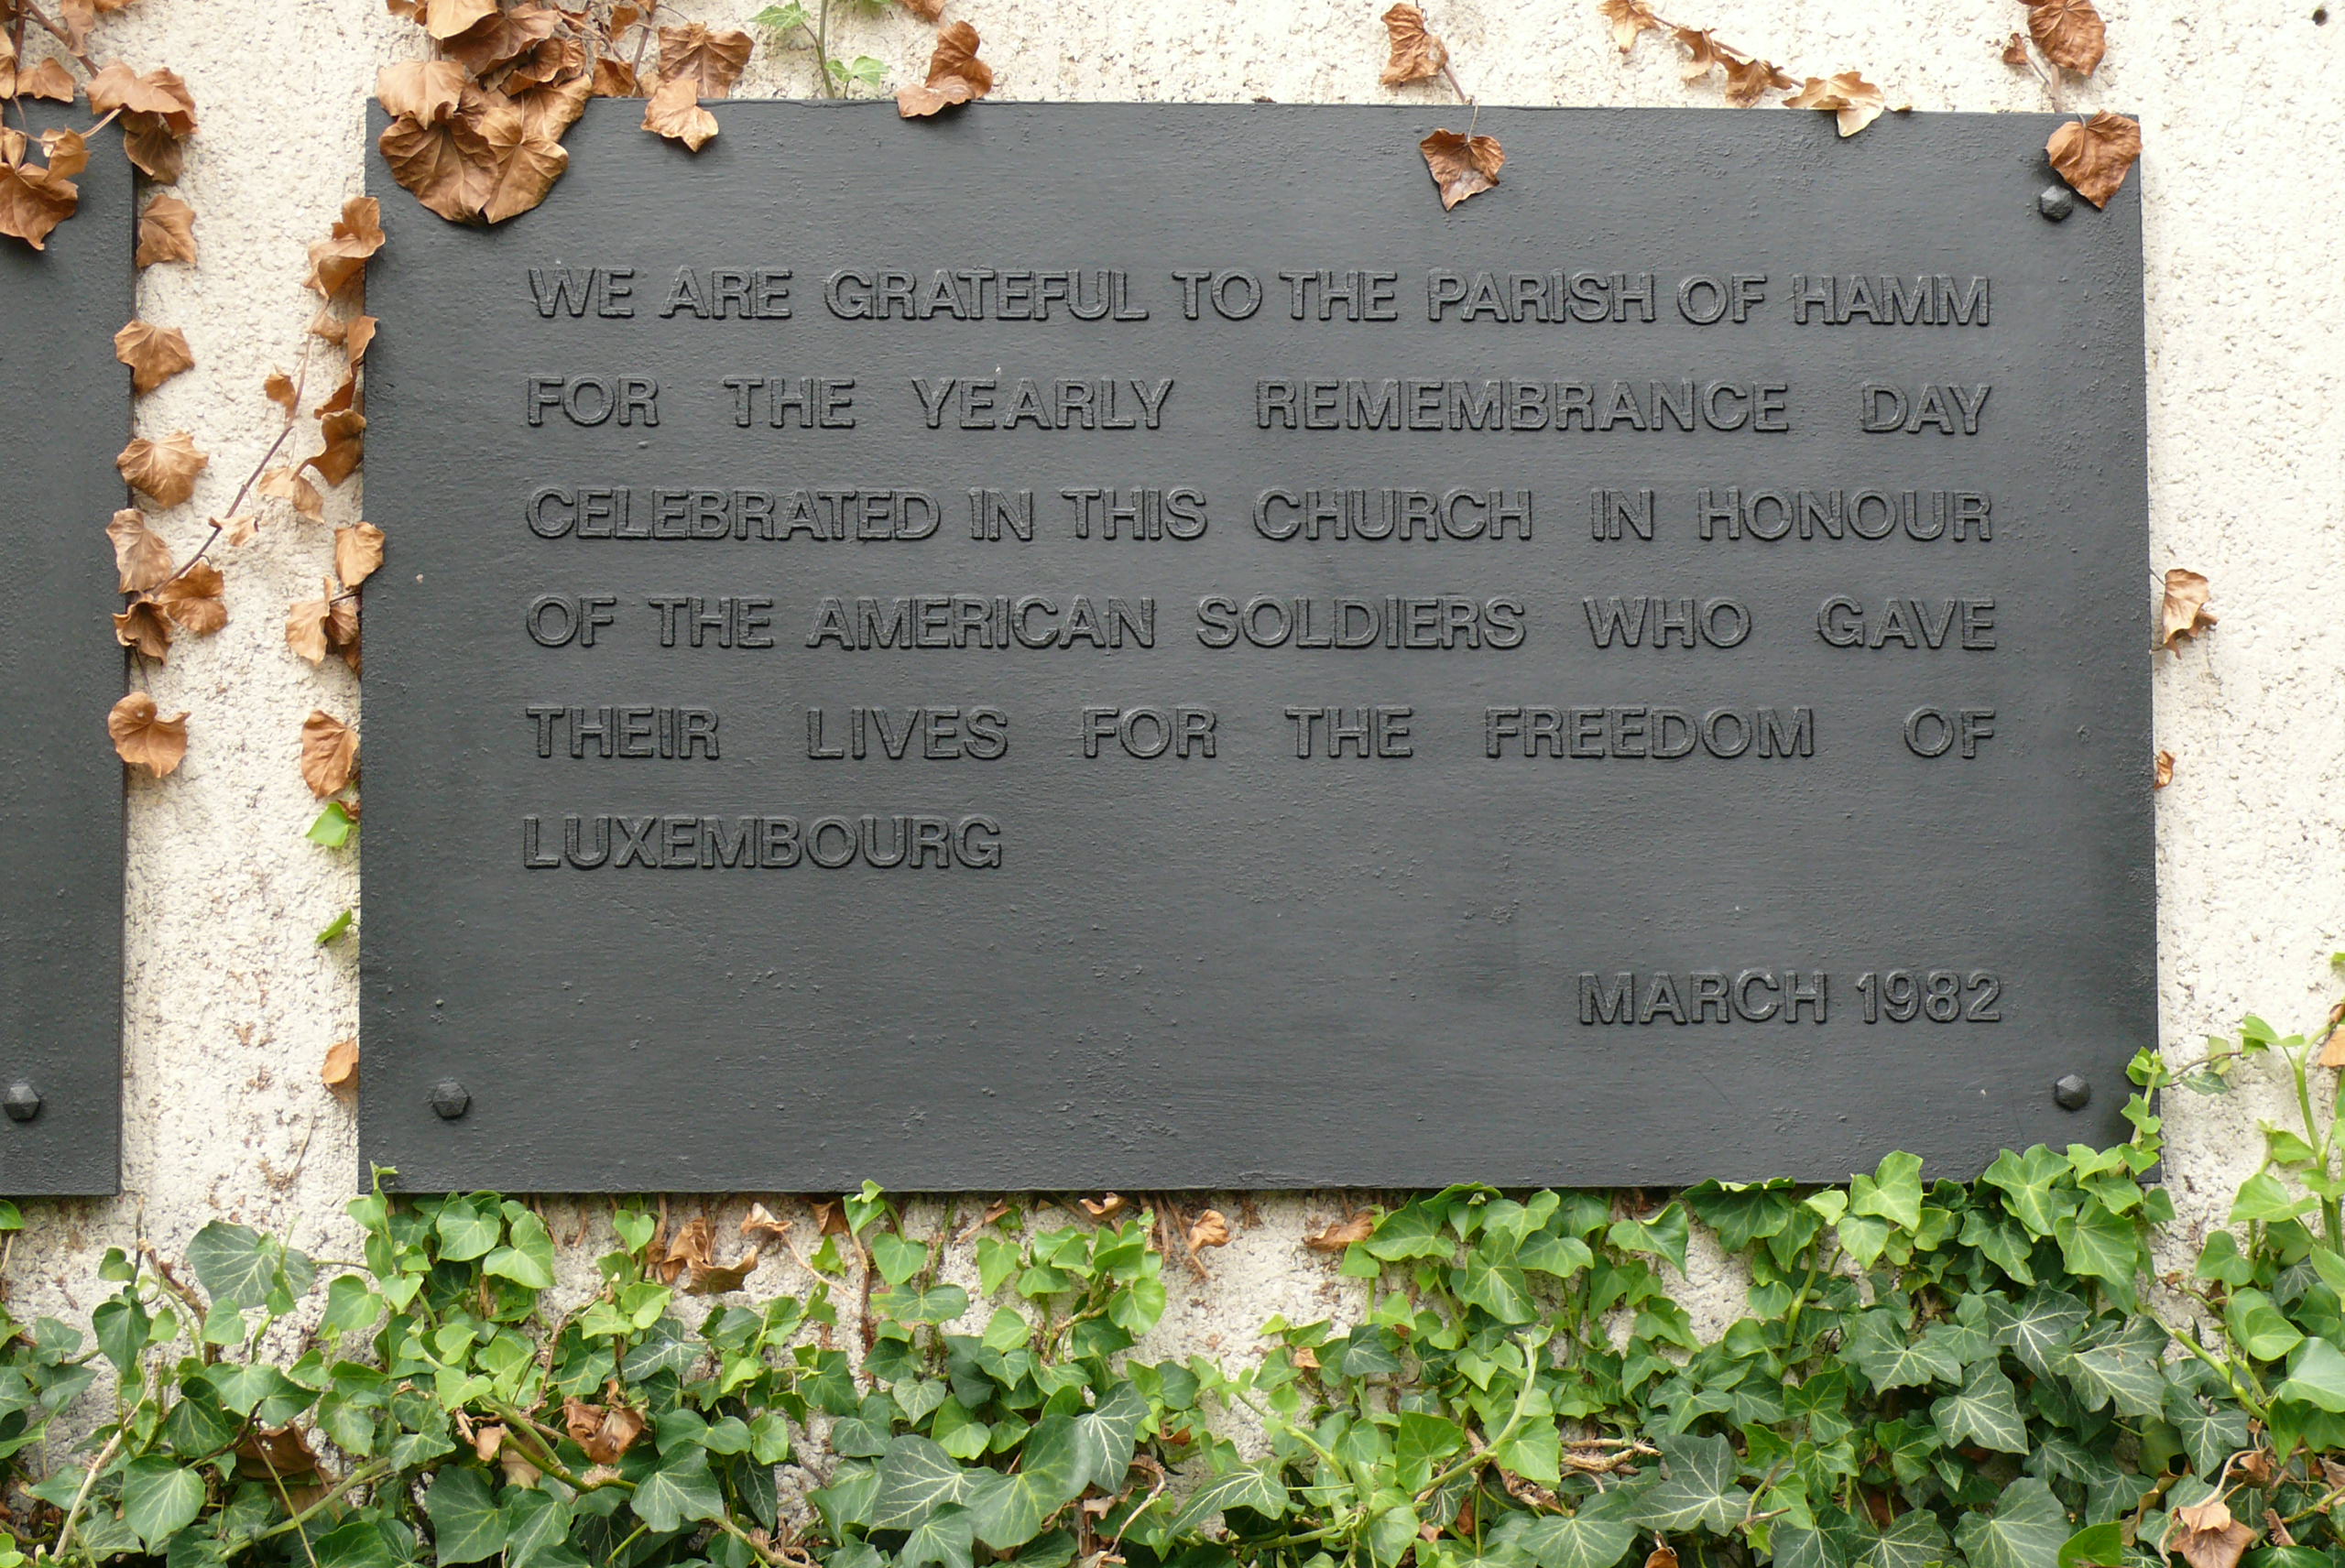 WE ARE GRATEFUL TO THE PARISH OF HAMM
FOR THE YEARLY REMEMBRANCE DAY
CELEBRATED IN THIS CHURCH IN HONOUR
OF THE AMERICAN SOLDIERS WHO GAVE
THEIR LIVES FOR THE FREEDOM OF
LUXEMBOURG
MARCH 1982